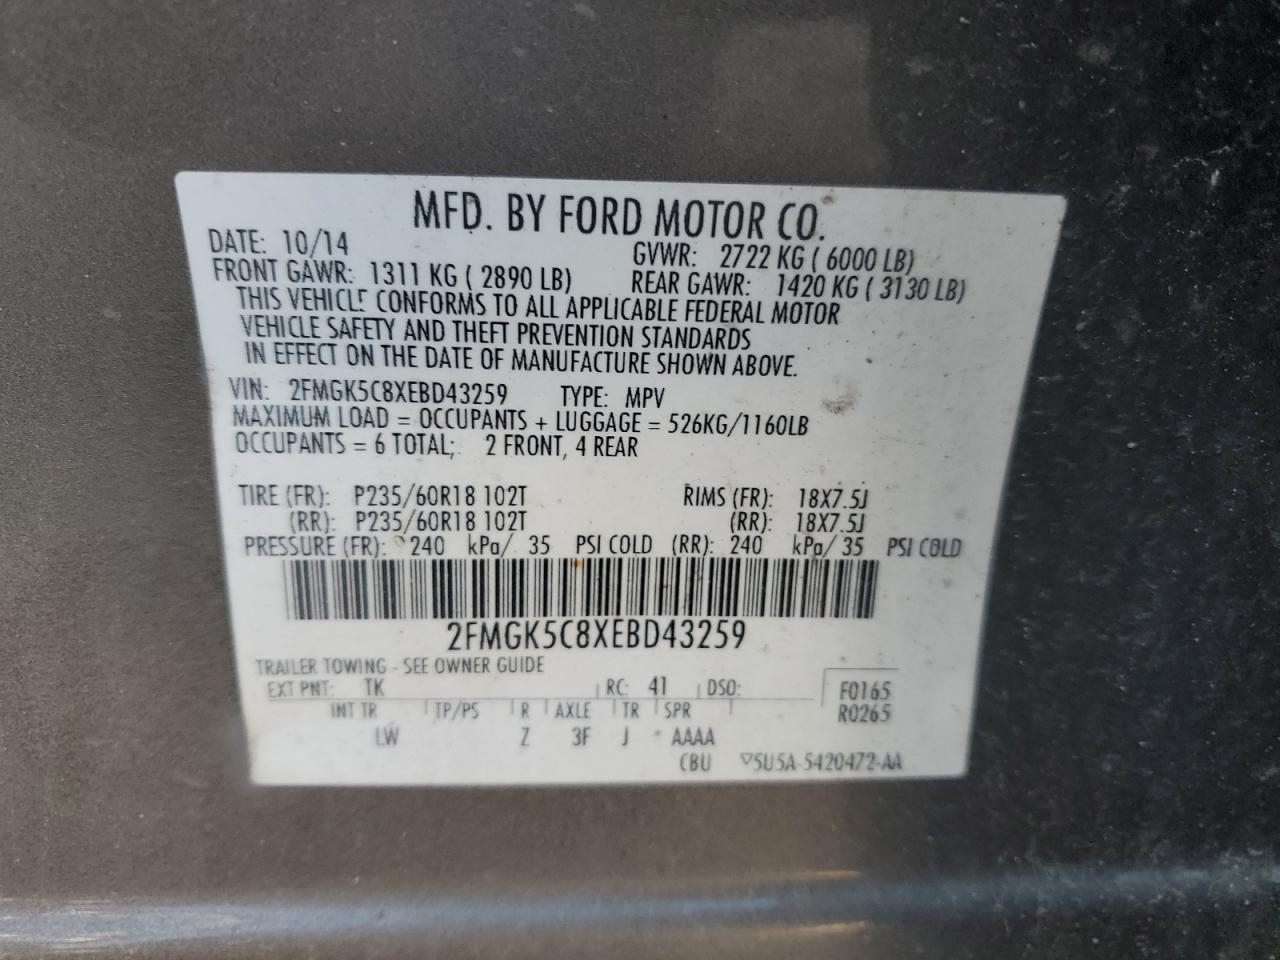 MFD. BY FORD MOTOR CO.
DATE: 10/14 GVWR: 2722 KG ( 6000 LB)
FRONT GAWR: 1311 KG ( 2890 LB) REAR GAWR: 1420 KG ( 3130 LB)
THIS VEHICLE CONFORMS TO ALL APPLICABLE FEDERAL MOTOR
VEHICLE SAFETY AND THEFT PREVENTION STANDARDS
IN EFFECT ON THE DATE OF MANUFACTURE SHOWN ABOVE.
VIN: 2FMGK5C8XEBD43259 TYPE: MPV
MAXIMUM LOAD = OCCUPANTS + LUGGAGE = 526KG/1160LB
OCCUPANTS = 6 TOTAL; 2 FRONT, 4 REAR
TIRE (FR): P235/60R18 102T RIMS (FR): 18X7.5J
(RR): P235/60R18 102T (RR): 18X7.5J
PRESSURE (FR): 240 kPa/ 35 PSI COLD (RR): 240 kPa/ 35 PSI COLD
2FMGK5C8XEBD43259
TRAILER TOWING - SEE OWNER GUIDE
EXT PNT: TK RC: 41 DSO: F0165
INT TR TP/PS R AXLE TR SPR R0265
LW Z 3F J AAAA
CBU ▽5U5A-5420472-AA